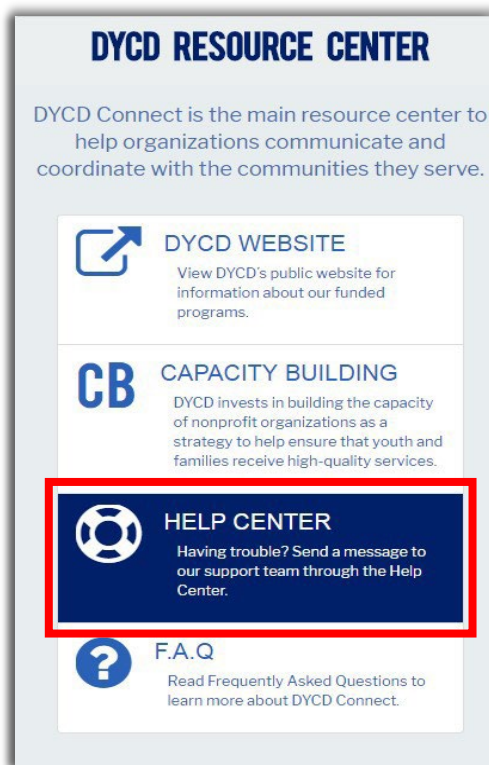 DYCD RESOURCE CENTER
DYCD Connect is the main resource center to
help organizations communicate and
coordinate with the communities they serve.
DYCD WEBSITE
View DYCD's public website for
information about our funded
programs.
CB
CAPACITY BUILDING
DYCD invests in building the capacity
of nonprofit organizations as a
strategy to help ensure that youth and
families receive high-quality services.
HELP CENTER
Having trouble? Send a message to
our support team through the Help
Center.
?
F.A.Q
Read Frequently Asked Questions to
learn more about DYCD Connect.